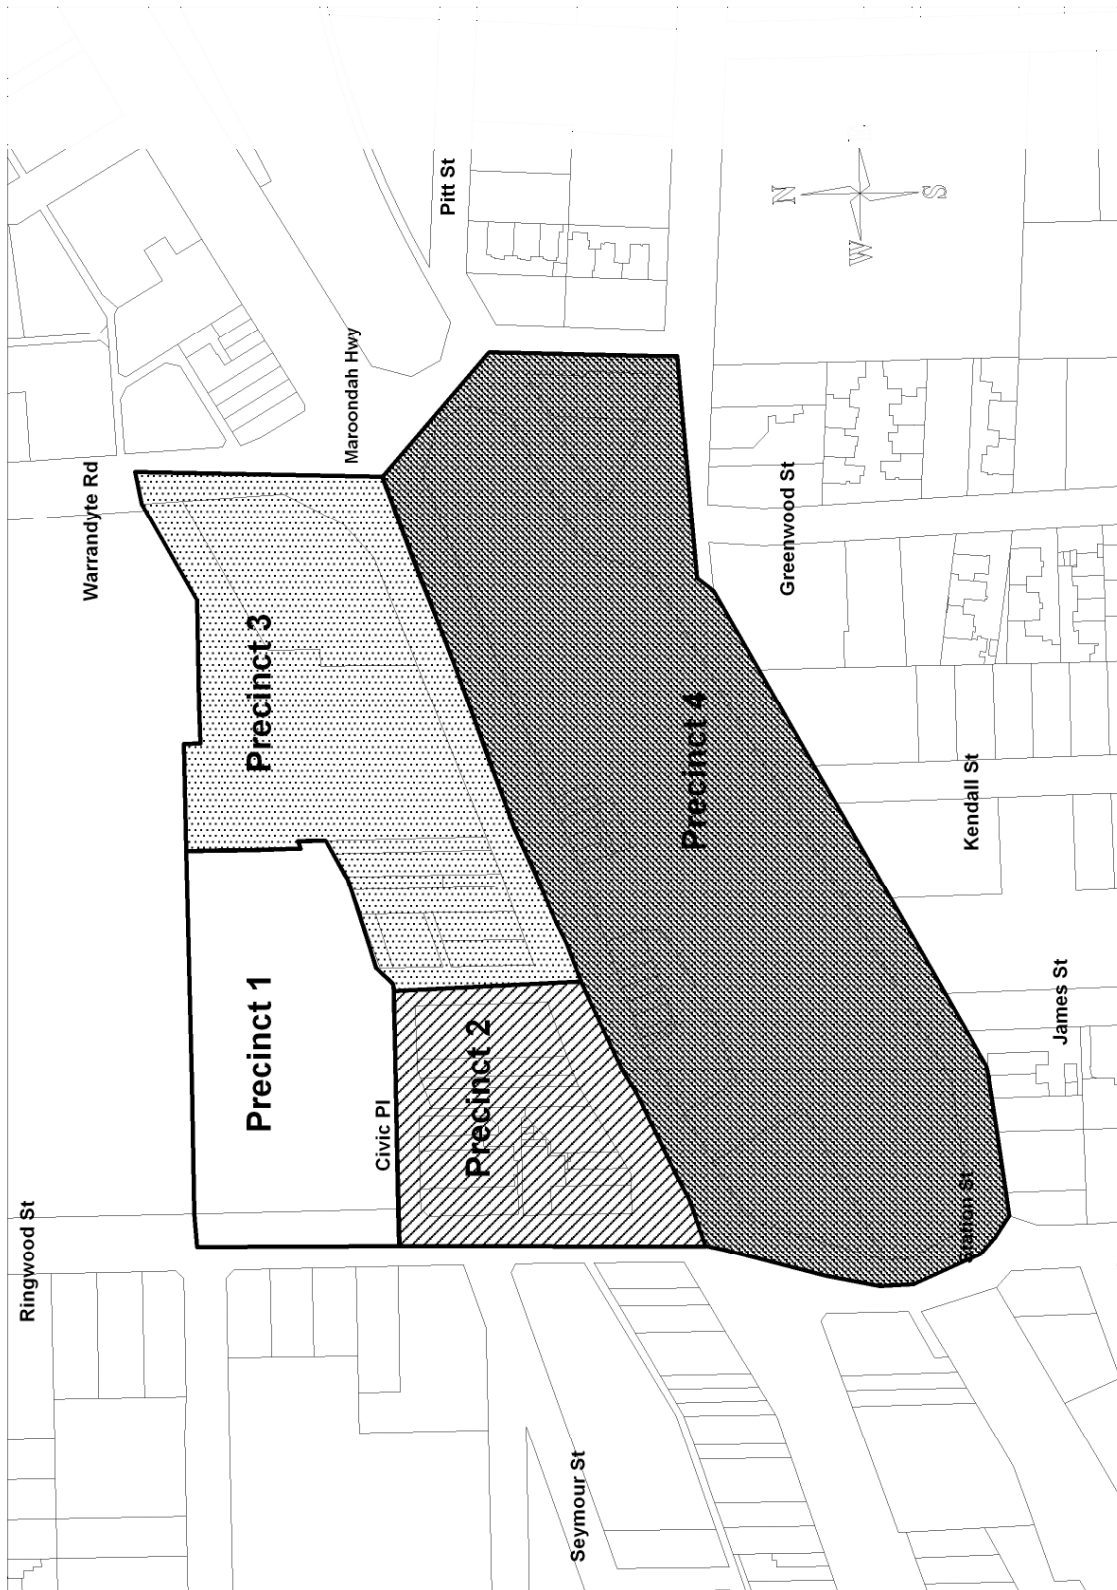 Ringwood St
Warrandyte Rd
Precinct 1
Precinct 3
Maroondah Hwy
Civic Pl
Pitt St
Precinct 2
Seymour St
Precinct 4
Greenwood St
N
W
S
Station St
Kendall St
James St